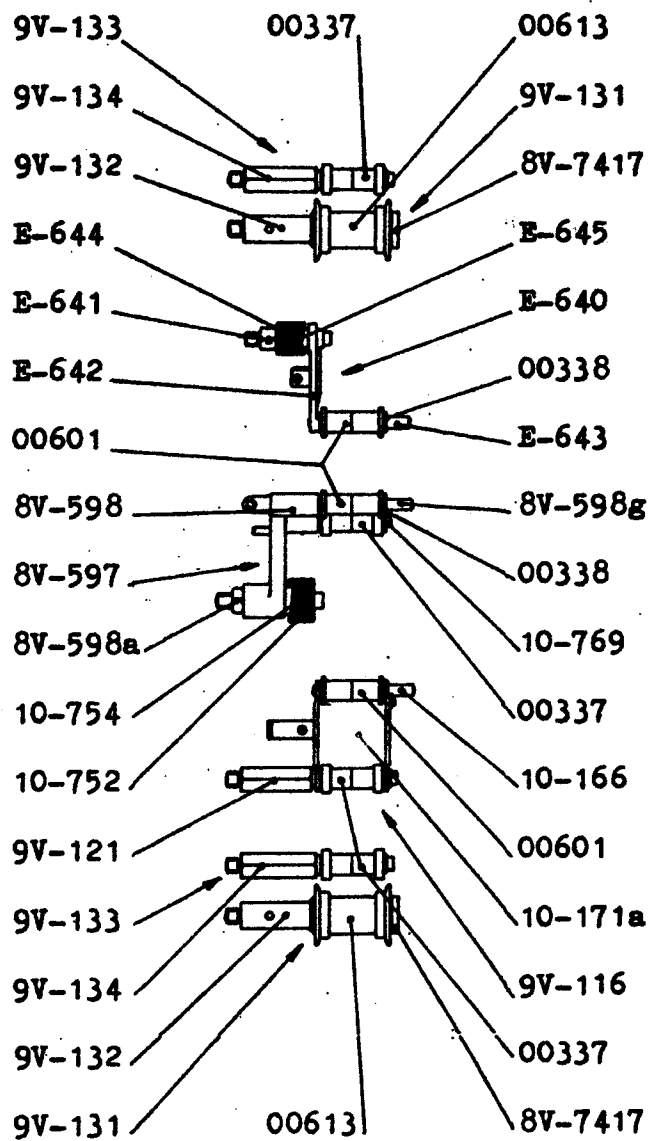 9V-133 00337 00613
9V-134 9V-131
9V-132 8V-7417
E-644 E-645
E-641 E-640
E-642 00338
00601 E-643
8V-598 8V-598g
8V-597 00338
8V-598a 10-769
10-754 00337
10-752 10-166
9V-121 00601
9V-133 10-171a
9V-134 9V-116
9V-132 00337
9V-131 00613 8V-7417